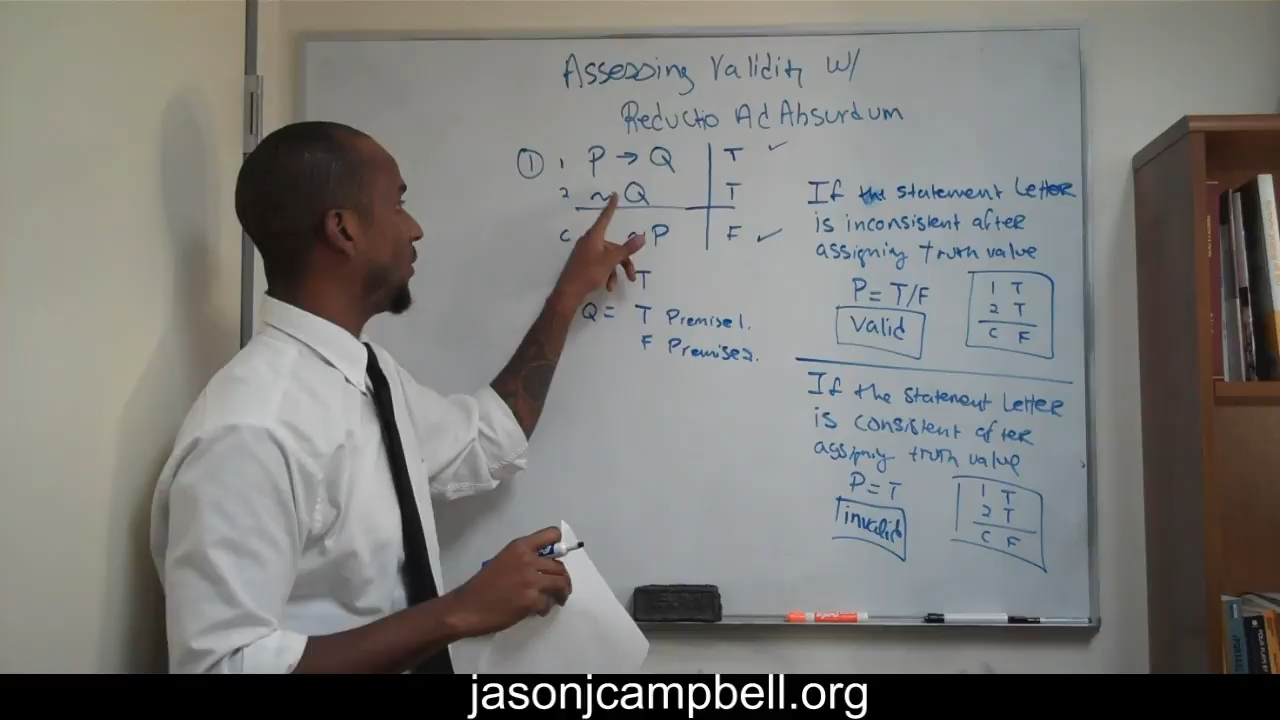 Assessing Validity W/
Reductio Ad Absurdum
① 1 P → Q T ✓
2 ~Q T
C ~P F ✓
T
Q = T Premise 1.
F Premise 2.
If the statement Letter
is inconsistent after
assigning truth value
P = T/F
Valid
1 T
2 T
C F
If the statement Letter
is consistent after
assigning truth value
P = T
invalid
1 T
2 T
C F
jasonjcampbell.org